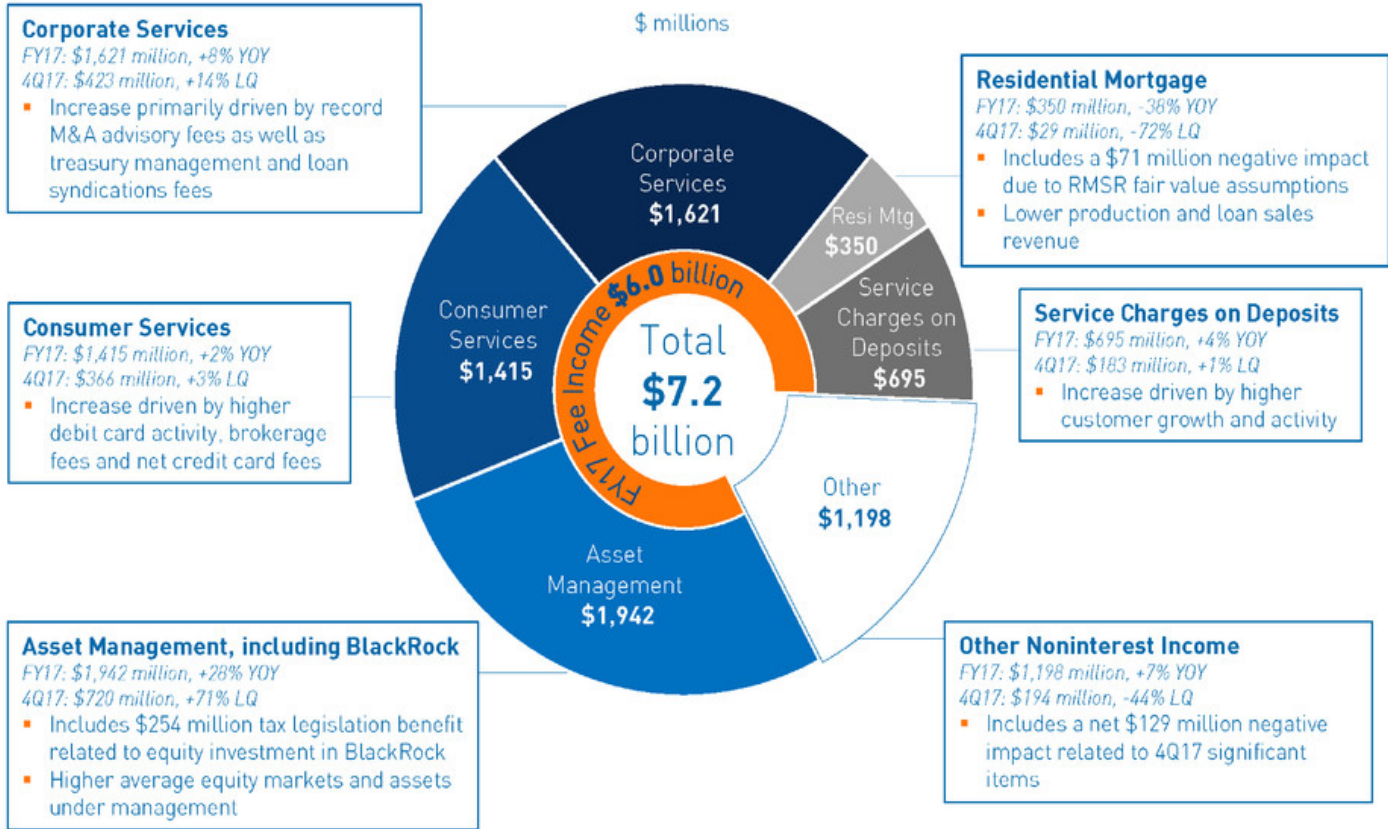 $ millions
Corporate Services
FY17: $1,621 million, +8% YOY
4Q17: $423 million, +14% LQ
▪ Increase primarily driven by record
M&A advisory fees as well as
treasury management and loan
syndications fees
Residential Mortgage
FY17: $350 million, -38% YOY
4Q17: $29 million, -72% LQ
▪ Includes a $71 million negative impact
due to RMSR fair value assumptions
▪ Lower production and loan sales
revenue
Corporate
Services
$1,621
Resi Mtg
$350
Service
Charges on
Deposits
$695
Consumer
Services
$1,415
FY17 Fee Income $6.0 billion
Total
$7.2
billion
Other
$1,198
Asset
Management
$1,942
Consumer Services
FY17: $1,415 million, +2% YOY
4Q17: $366 million, +3% LQ
▪ Increase driven by higher
debit card activity, brokerage
fees and net credit card fees
Service Charges on Deposits
FY17: $695 million, +4% YOY
4Q17: $183 million, +1% LQ
▪ Increase driven by higher
customer growth and activity
Asset Management, including BlackRock
FY17: $1,942 million, +28% YOY
4Q17: $720 million, +71% LQ
▪ Includes $254 million tax legislation benefit
related to equity investment in BlackRock
▪ Higher average equity markets and assets
under management
Other Noninterest Income
FY17: $1,198 million, +7% YOY
4Q17: $194 million, -44% LQ
▪ Includes a net $129 million negative
impact related to 4Q17 significant
items